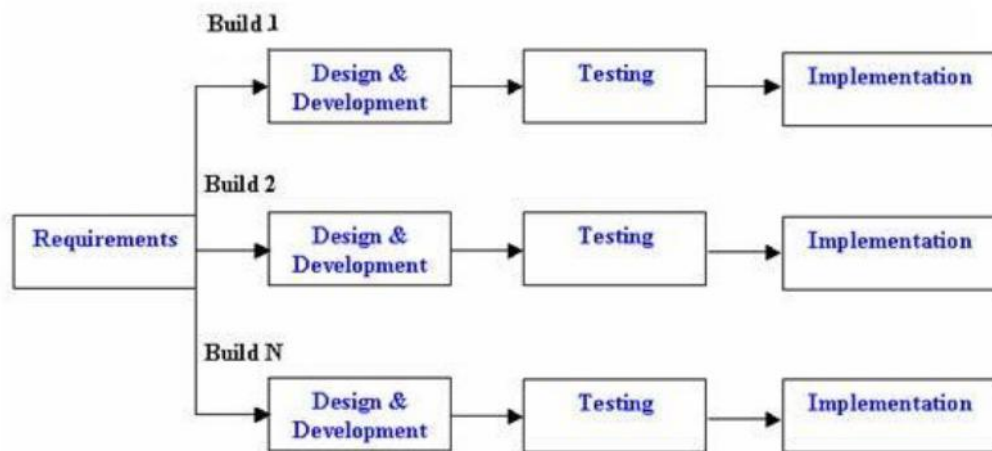 Build 1
Design &
Development
Testing
Implementation
Build 2
Requirements
Design &
Development
Testing
Implementation
Build N
Design &
Development
Testing
Implementation